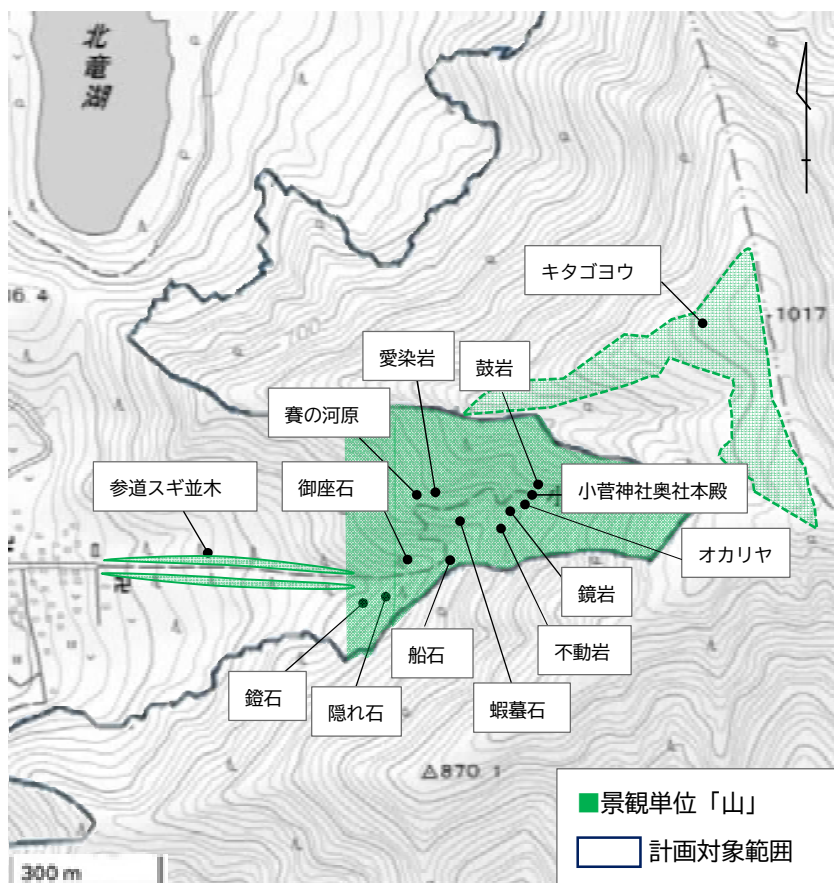 北竜湖
キタゴヨウ
1017
愛染岩
鼓岩
賽の河原
参道スギ並木
御座石
小菅神社奥社本殿
オカリヤ
鏡岩
船石
不動岩
鐙石
隠れ石
蝦蟇石
700
△870.1
■景観単位「山」
計画対象範囲
300 m